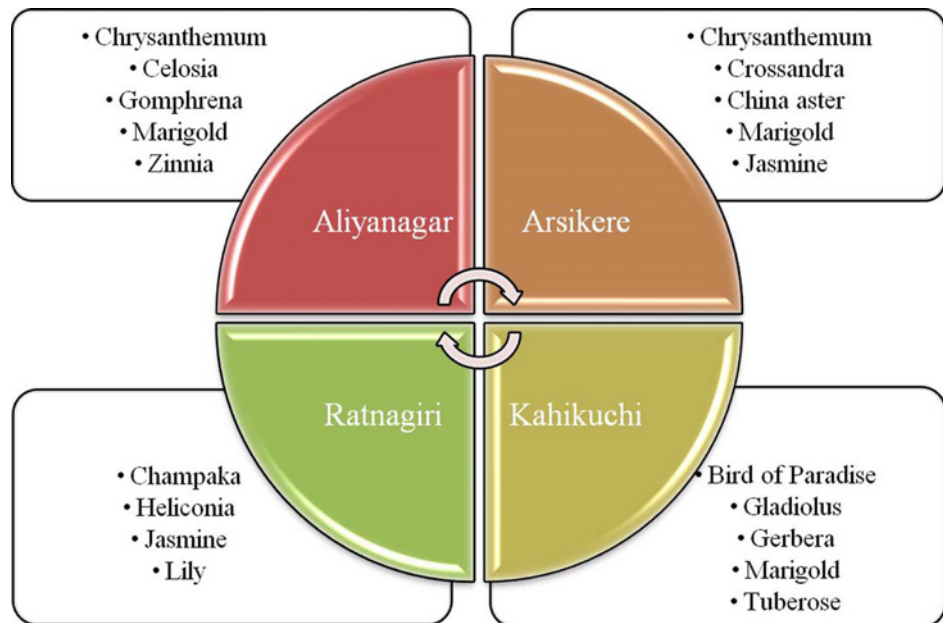 • Chrysanthemum
• Celosia
• Gomphrena
• Marigold
• Zinnia
• Chrysanthemum
• Crossandra
• China aster
• Marigold
• Jasmine
Aliyanagar
Arsikere
Ratnagiri
Kahikuchi
• Champaka
• Heliconia
• Jasmine
• Lily
• Bird of Paradise
• Gladiolus
• Gerbera
• Marigold
• Tuberose